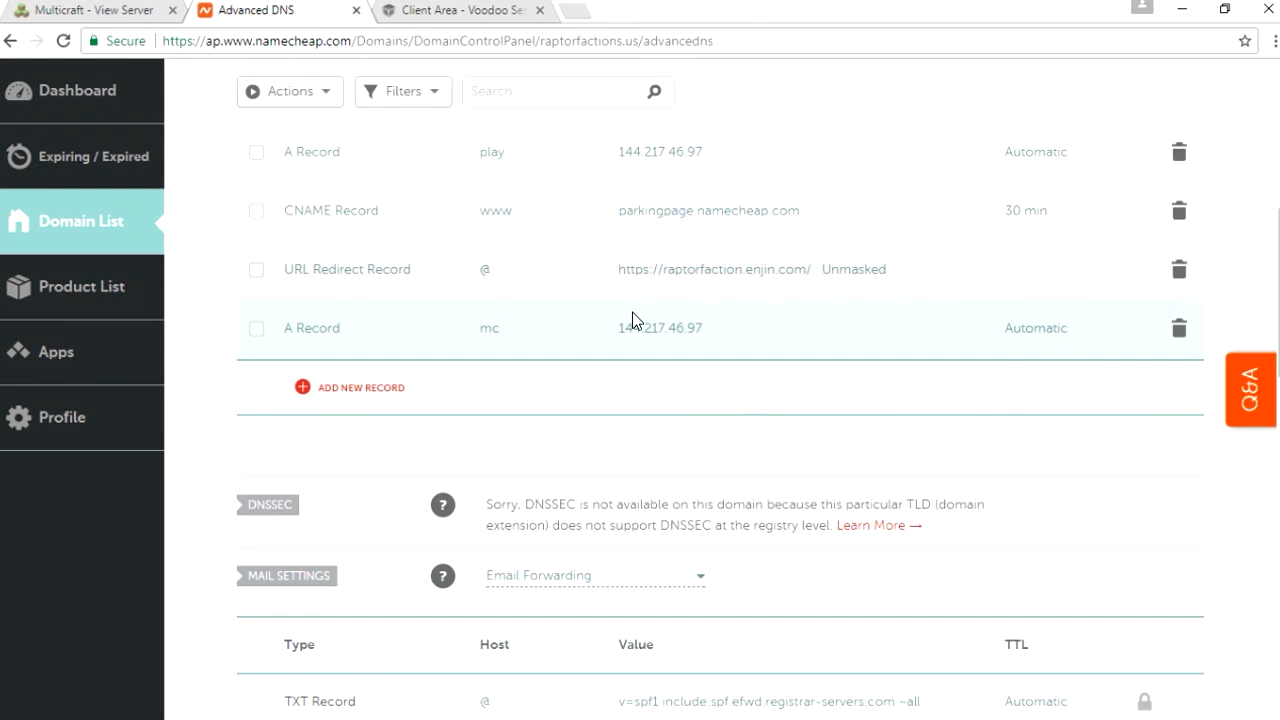 Multicraft - View Server
Advanced DNS
Client Area - Voodoo Ser
Secure https://ap.www.namecheap.com/Domains/DomainControlPanel/raptorfactions.us/advancedns
Dashboard
Expiring / Expired
Domain List
Product List
Apps
Profile
Actions Filters Search
A Record play 144.217.46.97 Automatic
CNAME Record www parkingpage.namecheap.com. 30 min
URL Redirect Record @ https://raptorfaction.enjin.com/ Unmasked
A Record mc 144.217.46.97 Automatic
ADD NEW RECORD
Q&A
DNSSEC ? Sorry, DNSSEC is not available on this domain because this particular TLD (domain
extension) does not support DNSSEC at the registry level. Learn More →
MAIL SETTINGS ? Email Forwarding
Type Host Value TTL
TXT Record @ v=spf1 include:spf.efwd.registrar-servers.com ~all Automatic